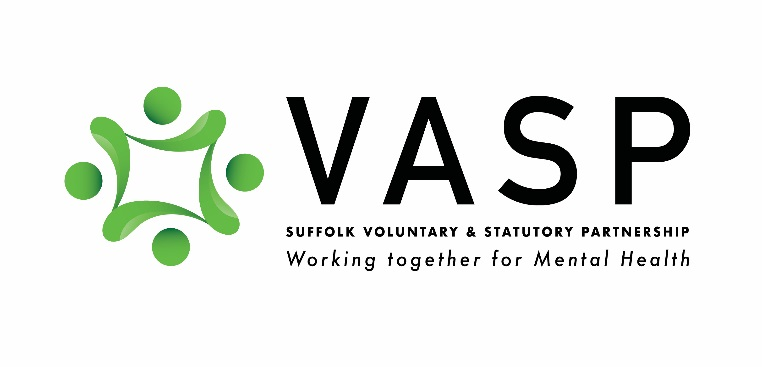 VASP
SUFFOLK VOLUNTARY & STATUTORY PARTNERSHIP
Working together for Mental Health